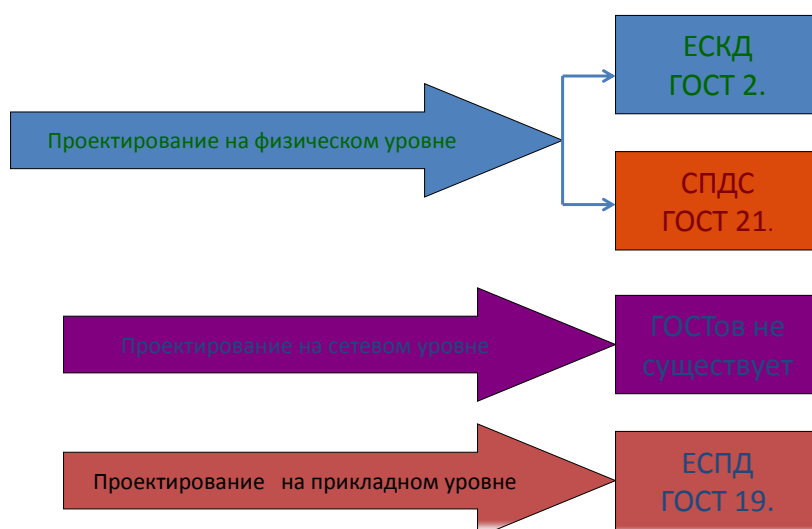 ЕСКД
ГОСТ 2.
Проектирование на физическом уровне
СПДС
ГОСТ 21.
Проектирование на сетевом уровне
ГОСТов не
существует
Проектирование на прикладном уровне
ЕСПД
ГОСТ 19.